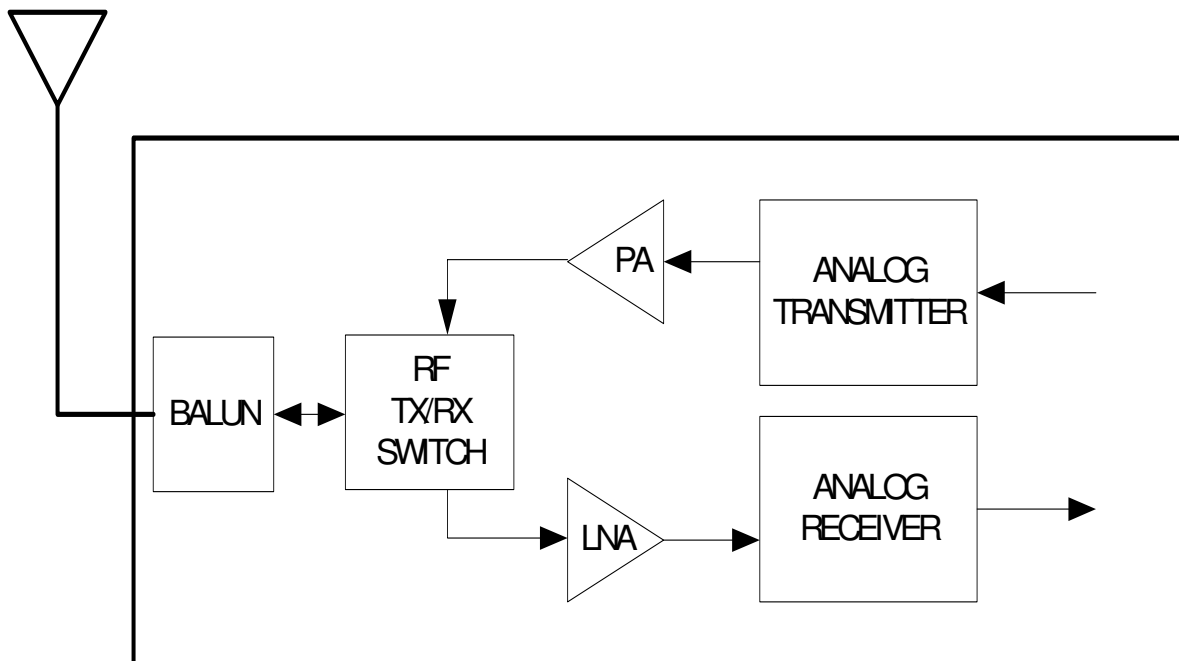 PA
ANALOG
TRANSMITTER
BALUN
RF
TX/RX
SWITCH
LNA
ANALOG
RECEIVER